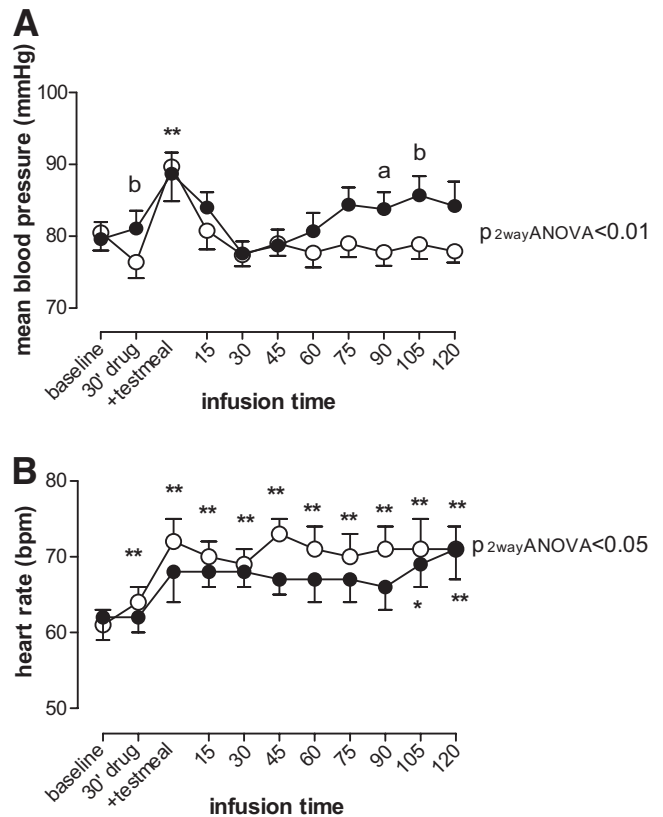 A
mean blood pressure (mmHg)
100
90
80
70
b
**
a
b
p2wayANOVA<0.01
baseline
30' drug
+testmeal
15
30
45
60
75
90
105
120
infusion time
B
heart rate (bpm)
80
70
60
50
**
**
**
**
**
**
**
**
**
**
*
**
p2wayANOVA<0.05
baseline
30' drug
+testmeal
15
30
45
60
75
90
105
120
infusion time